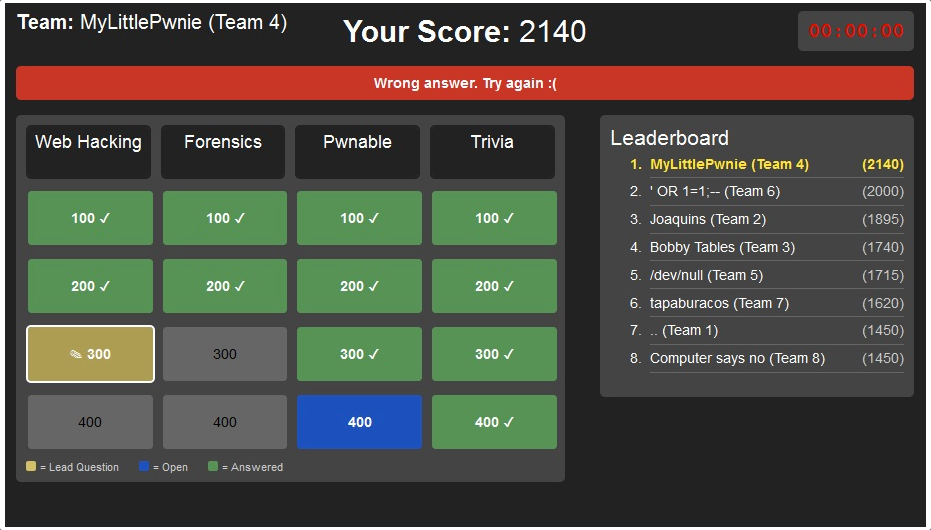 Team: MyLittlePwnie (Team 4)
Your Score: 2140
00:00:00
Wrong answer. Try again :(
Web Hacking Forensics Pwnable Trivia
100 ✓ 100 ✓ 100 ✓ 100 ✓
200 ✓ 200 ✓ 200 ✓ 200 ✓
✎ 300 300 300 ✓ 300 ✓
400 400 400 400 ✓
= Lead Question = Open = Answered
Leaderboard
1. MyLittlePwnie (Team 4) (2140)
2. ' OR 1=1;-- (Team 6) (2000)
3. Joaquins (Team 2) (1895)
4. Bobby Tables (Team 3) (1740)
5. /dev/null (Team 5) (1715)
6. tapaburacos (Team 7) (1620)
7. .. (Team 1) (1450)
8. Computer says no (Team 8) (1450)